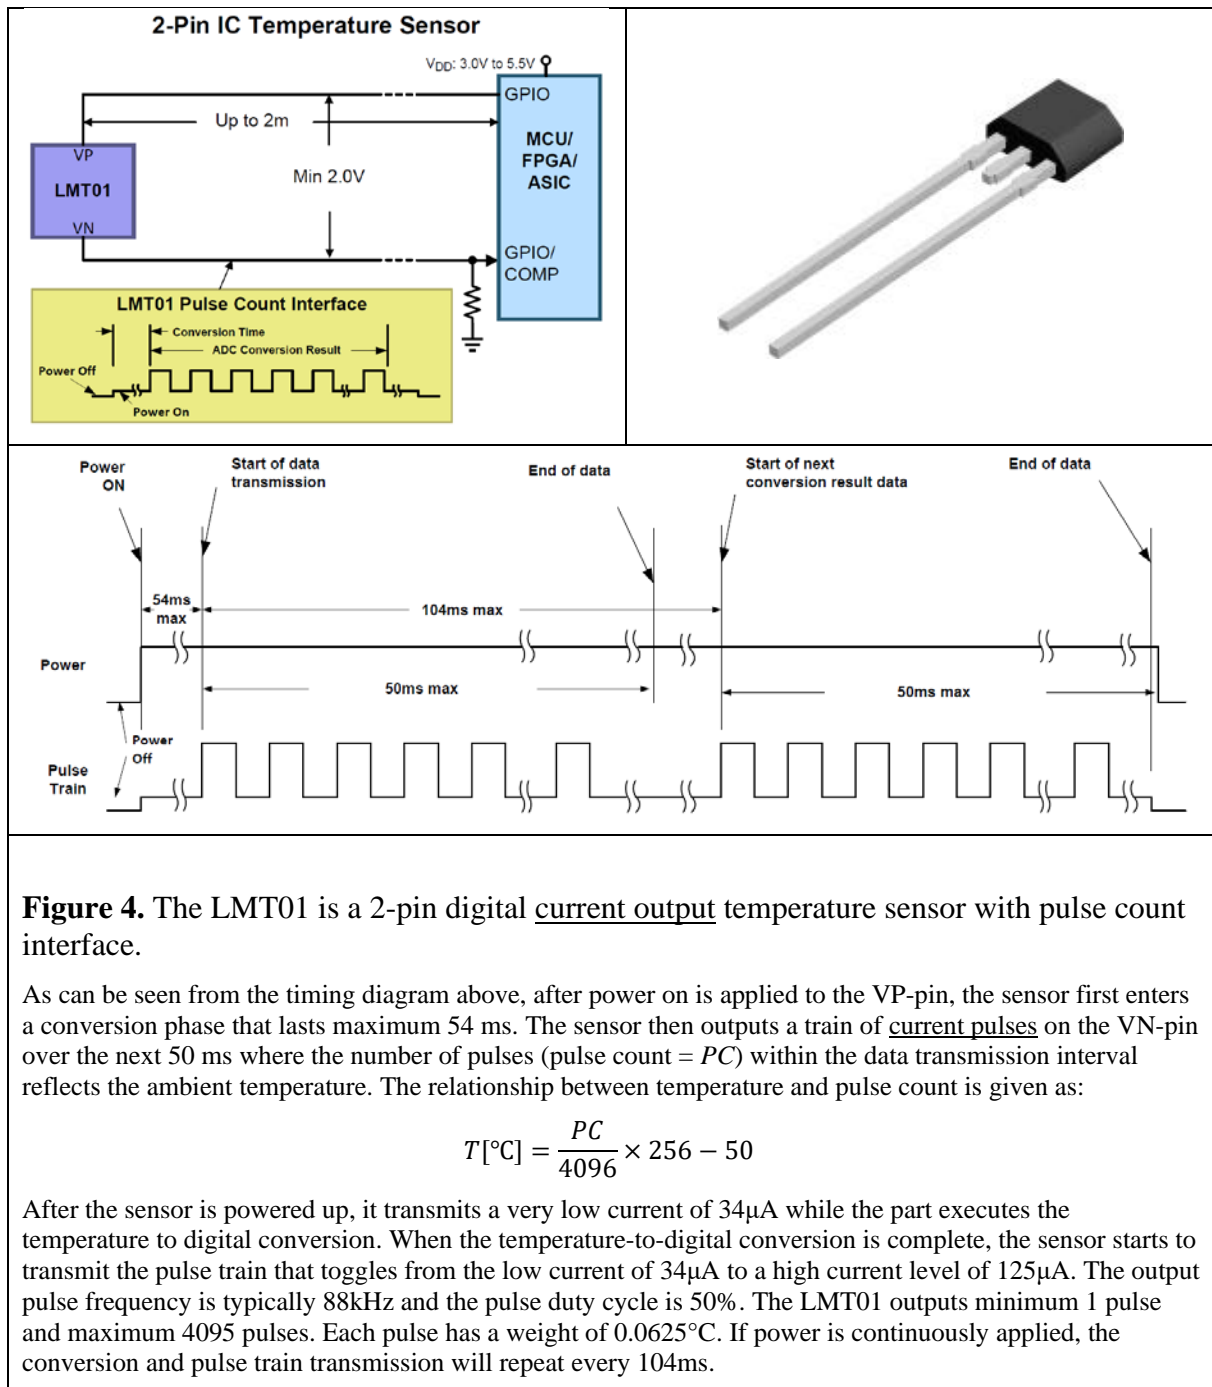 2-Pin IC Temperature Sensor
VDD: 3.0V to 5.5V
GPIO
Up to 2m
MCU/
FPGA/
ASIC
VP
LMT01
VN
Min 2.0V
GPIO/
COMP
LMT01 Pulse Count Interface
Conversion Time
ADC Conversion Result
Power Off
Power On
Power
ON
Start of data
transmission
End of data
Start of next
conversion result data
End of data
54ms
max
104ms max
Power
50ms max
50ms max
Power
Off
Pulse
Train
Figure 4. The LMT01 is a 2-pin digital current output temperature sensor with pulse count
interface.
As can be seen from the timing diagram above, after power on is applied to the VP-pin, the sensor first enters
a conversion phase that lasts maximum 54 ms. The sensor then outputs a train of current pulses on the VN-pin
over the next 50 ms where the number of pulses (pulse count = PC) within the data transmission interval
reflects the ambient temperature. The relationship between temperature and pulse count is given as:
T[°C] = PC/4096 × 256 − 50
After the sensor is powered up, it transmits a very low current of 34µA while the part executes the
temperature to digital conversion. When the temperature-to-digital conversion is complete, the sensor starts to
transmit the pulse train that toggles from the low current of 34µA to a high current level of 125µA. The output
pulse frequency is typically 88kHz and the pulse duty cycle is 50%. The LMT01 outputs minimum 1 pulse
and maximum 4095 pulses. Each pulse has a weight of 0.0625°C. If power is continuously applied, the
conversion and pulse train transmission will repeat every 104ms.